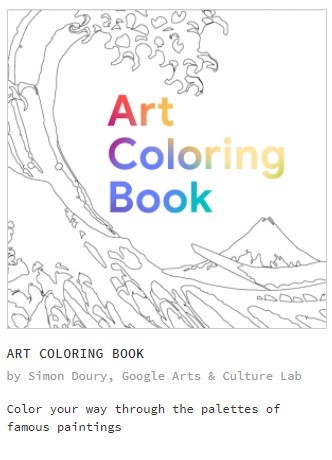 Art
Coloring
Book
ART COLORING BOOK
by Simon Doury, Google Arts & Culture Lab
Color your way through the palettes of
famous paintings